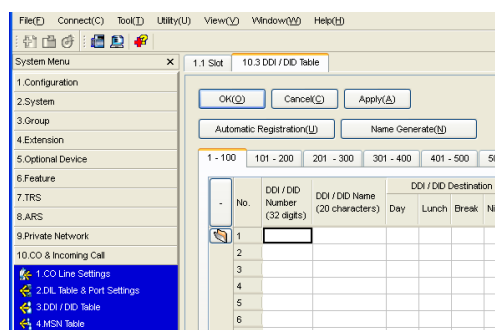 File(F) Connect(C) Tool(T) Utility(U) View(V) Window(W) Help(H)
System Menu x 1.1 Slot 10.3 DDI / DID Table
1.Configuration
2.System
3.Group
4.Extension
5.Optional Device
6.Feature
7.TRS
8.ARS
9.Private Network
10.CO & Incoming Call
1.CO Line Settings
2.DIL Table & Port Settings
3.DDI / DID Table
4.MSN Table
OK(O) Cancel(C) Apply(A)
Automatic Registration(U) Name Generate(N)
1 - 100 101 - 200 201 - 300 301 - 400 401 - 500
- No. DDI / DID Number (32 digits) DDI / DID Name (20 characters) DDI / DID Destination
Day Lunch Break
1
2
3
4
5
6